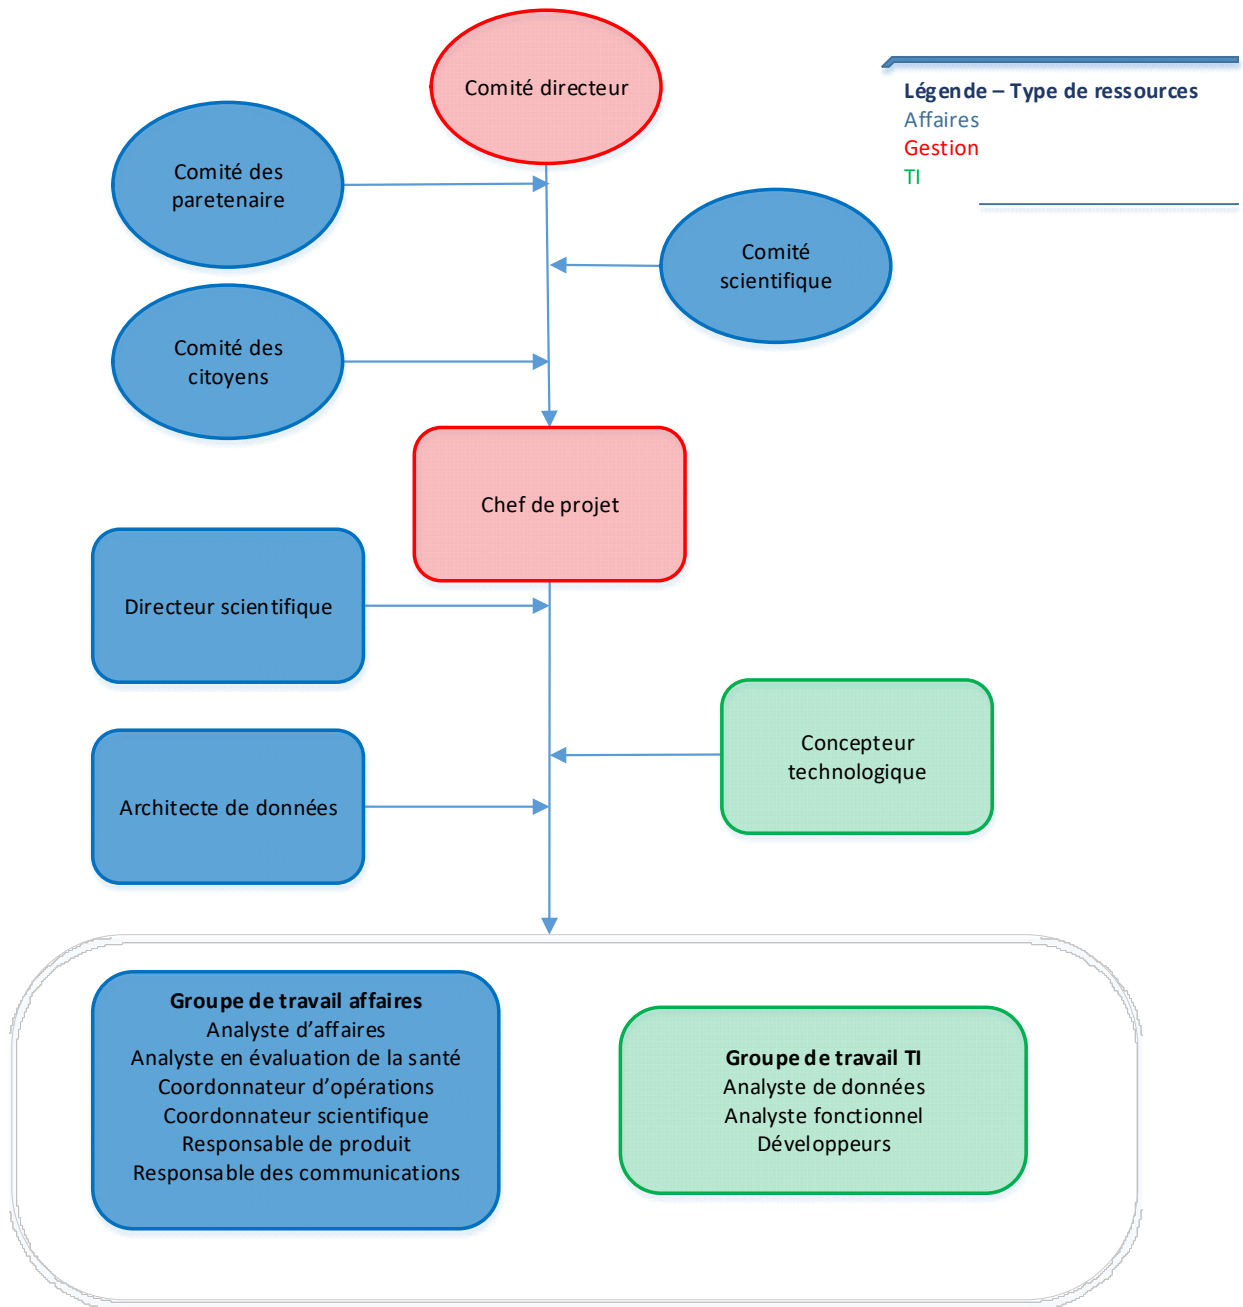 Comité directeur
Légende – Type de ressources
Affaires
Gestion
TI
Comité des
paretenaire
Comité
scientifique
Comité des
citoyens
Chef de projet
Directeur scientifique
Concepteur
technologique
Architecte de données
Groupe de travail affaires
Analyste d’affaires
Analyste en évaluation de la santé
Coordonnateur d’opérations
Coordonnateur scientifique
Responsable de produit
Responsable des communications
Groupe de travail TI
Analyste de données
Analyste fonctionnel
Développeurs